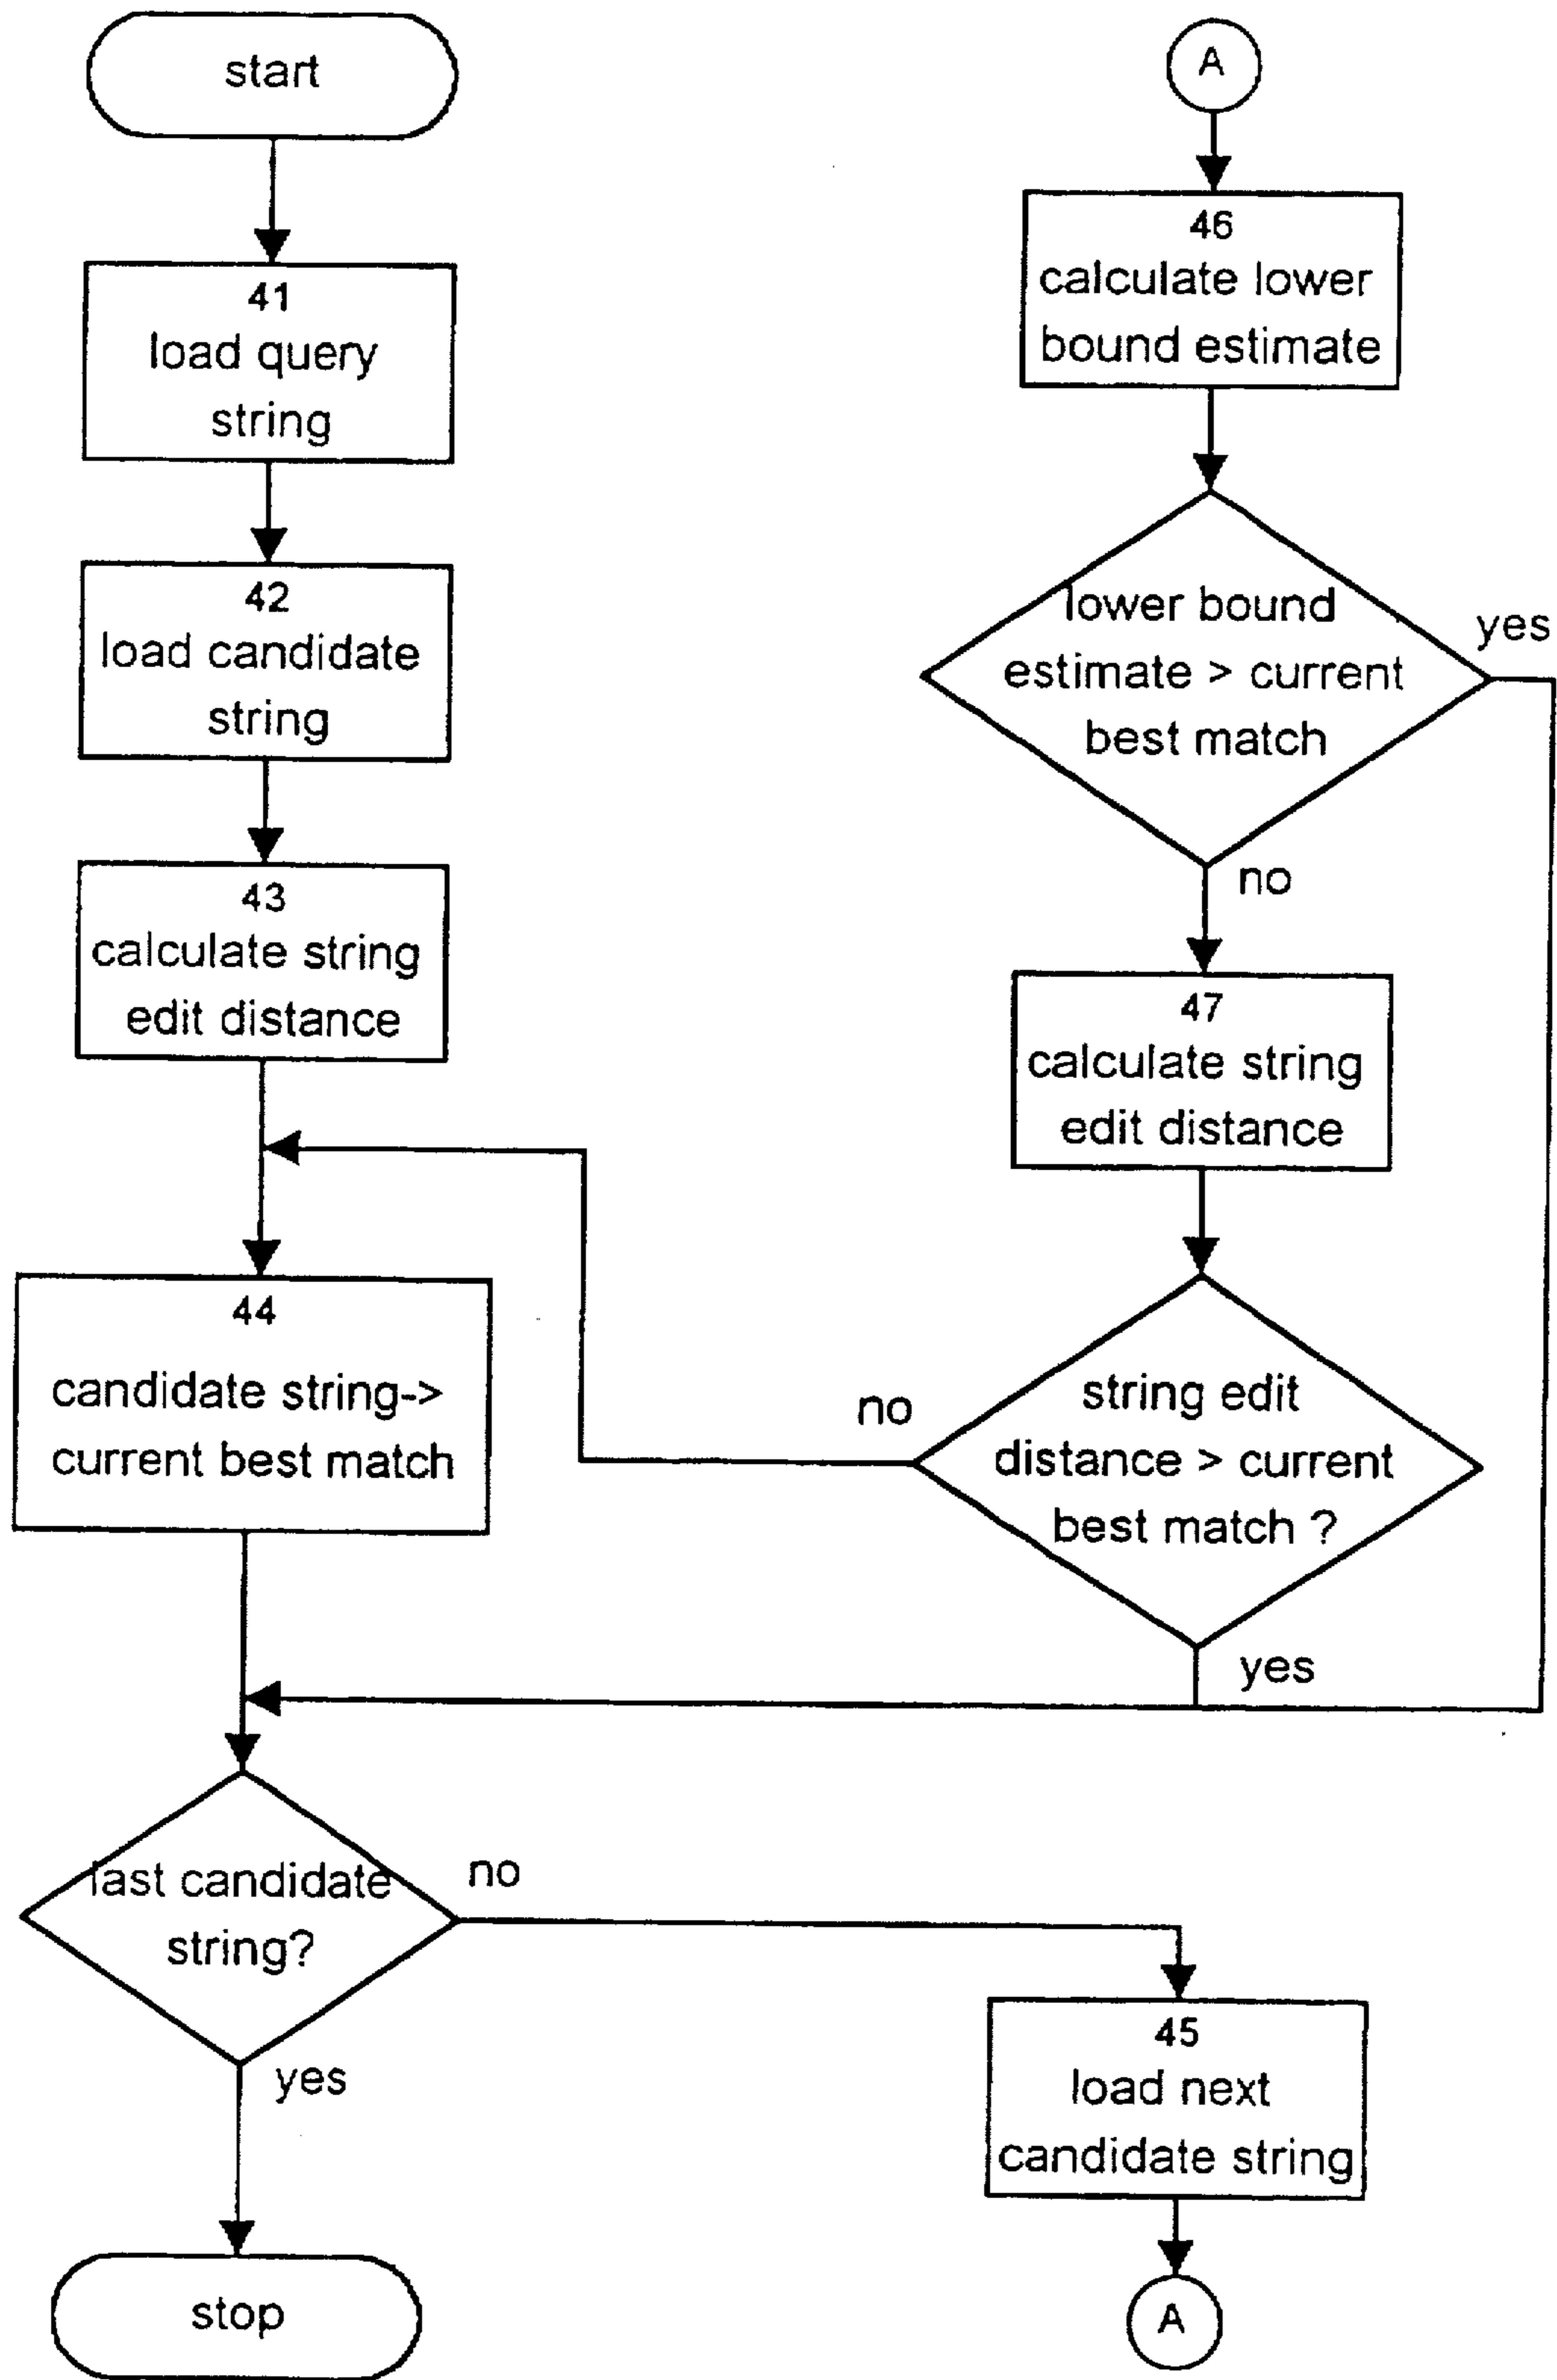 start
41
load query
string
42
load candidate
string
43
calculate string
edit distance
44
candidate string->
current best match
last candidate
string?
no
yes
stop
A
46
calculate lower
bound estimate
lower bound
estimate > current
best match
yes
no
47
calculate string
edit distance
string edit
distance > current
best match ?
no
yes
45
load next
candidate string
A